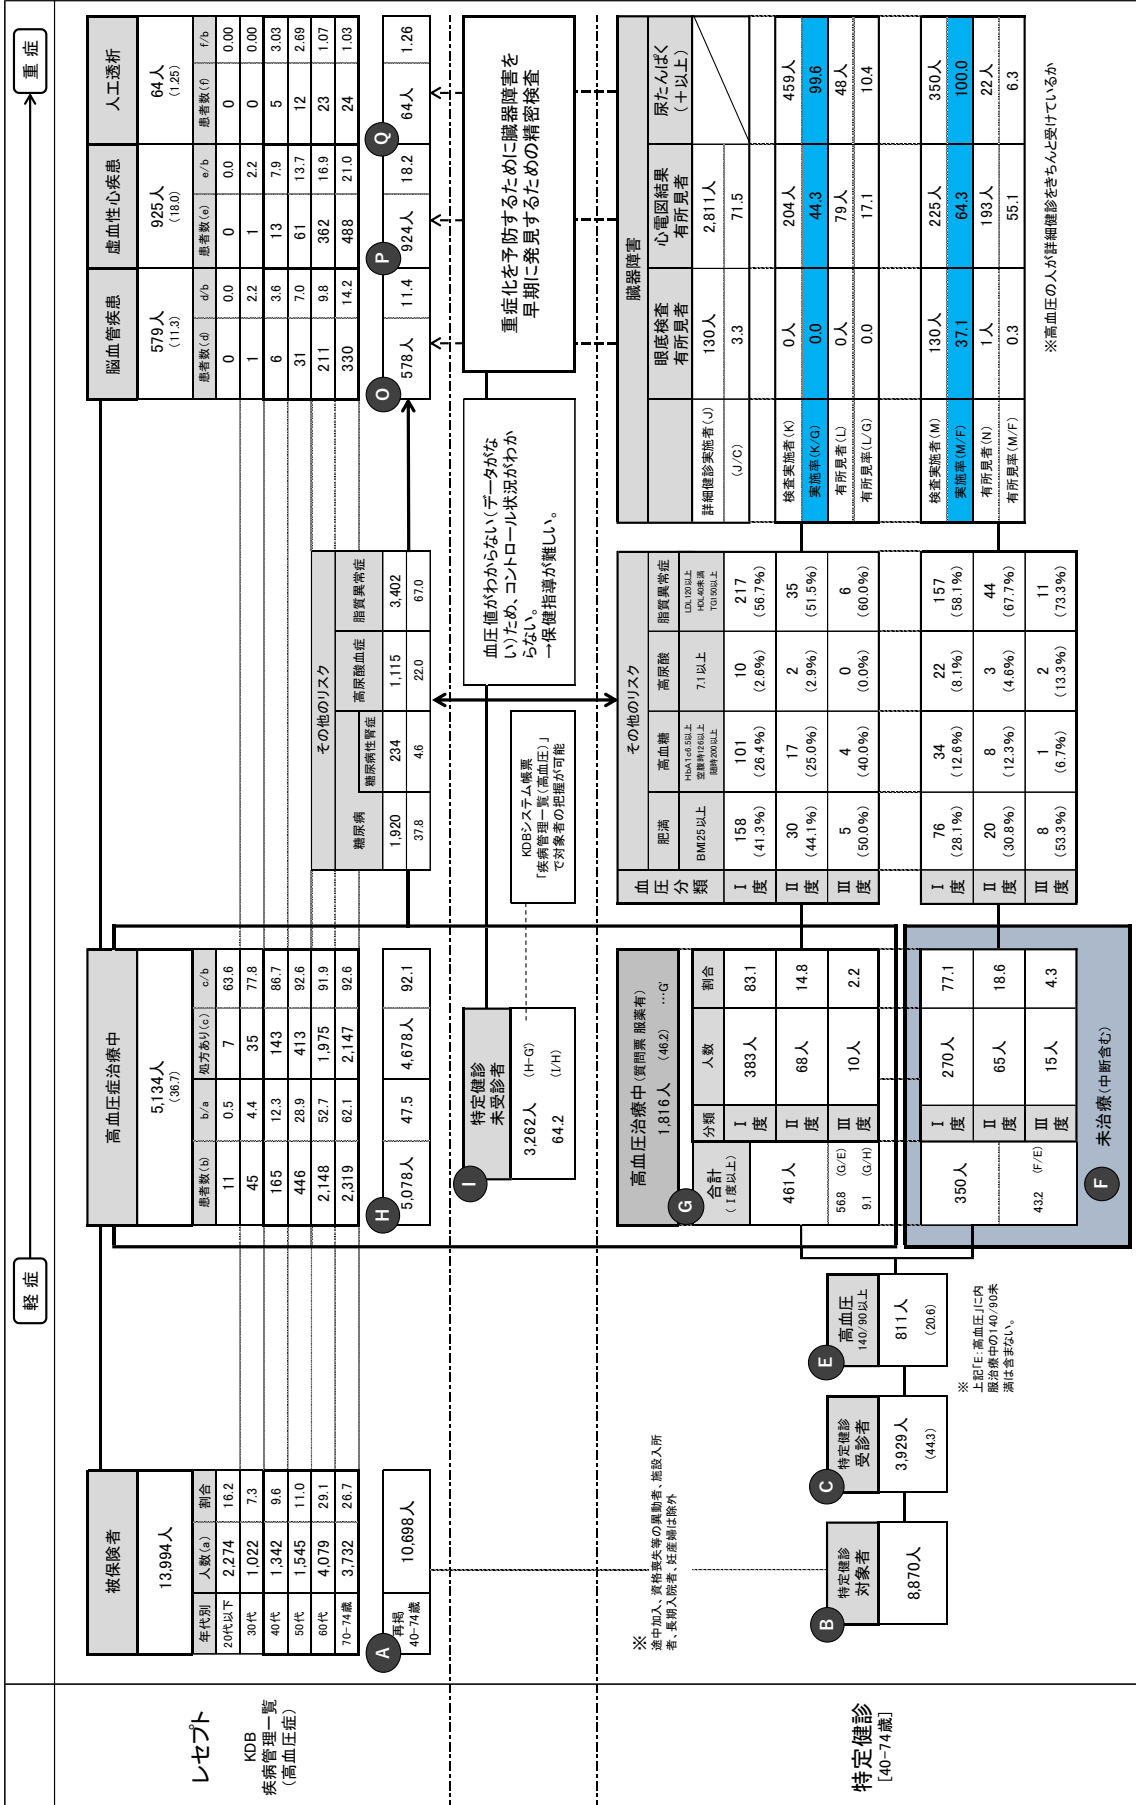 軽症
重症
レセプト
KDB
疾病管理一覧
(高血圧症)
被保険者
13,994人
年代別 人数(a) 割合
20代以下 2,274 16.2
30代 1,022 7.3
40代 1,342 9.6
50代 1,545 11.0
60代 4,079 29.1
70-74歳 3,732 26.7
A
再掲
40-74歳
10,698人
高血圧症治療中
5,134人
(36.7)
患者数(b) b/a 処方あり(c) c/b
11 0.5 7 63.6
45 4.4 35 77.8
165 12.3 143 86.7
446 28.9 413 92.6
2,148 52.7 1,975 91.9
2,319 62.1 2,147 92.6
H
5,078人 47.5 4,678人 92.1
その他のリスク
糖尿病 糖尿病性腎症 高尿酸血症 脂質異常症
1,920 234 1,115 3,402
37.8 4.6 22.0 67.0
脳血管疾患 虚血性心疾患 人工透析
579人 925人 64人
(11.3) (18.0) (1.25)
患者数(d) d/b 患者数(e) e/b 患者数(f) f/b
0 0.0 0 0.0 0 0.00
1 2.2 1 2.2 0 0.00
6 3.6 13 7.9 5 3.03
31 7.0 61 13.7 12 2.69
211 9.8 362 16.9 23 1.07
330 14.2 488 21.0 24 1.03
O P Q
578人 11.4 924人 18.2 64人 1.26
I
特定健診
未受診者
3,262人 (H-G')
64.2 (I/H)
KDBシステム帳票
「疾病管理一覧(高血圧)」
で対象者の把握が可能
血圧値がわからない(データがな
い)ため、コントロール状況がわか
らない。
→保健指導が難しい。
重症化を予防するために臓器障害を
早期に発見するための精密検査
特定健診
[40-74歳]
※
途中加入、資格喪失等の異動者、施設入所
者、長期入院者、妊産婦は除外
B
特定健診
対象者
8,870人
C
特定健診
受診者
3,929人
(44.3)
E
高血圧
140/90以上
811人
(20.6)
※
上記「E:高血圧」に内
服治療中の140/90未
満は含まない。
高血圧治療中(質問票 服薬有)
1,816人 (46.2) …G'
G
合計
(Ⅰ度以上)
分類 人数 割合
461人
56.8 (G/E)
9.1 (G/H)
Ⅰ度 383人 83.1
Ⅱ度 68人 14.8
Ⅲ度 10人 2.2
350人
43.2 (F/E)
Ⅰ度 270人 77.1
Ⅱ度 65人 18.6
Ⅲ度 15人 4.3
F
未治療(中断含む)
血圧分類
その他のリスク
肥満 高血糖 高尿酸 脂質異常症
BMI25以上
HbA1c6.5以上
空腹時126以上
随時200以上
7.1以上
LDL120以上
HDL40未満
TG150以上
Ⅰ度 158 101 10 217
(41.3%) (26.4%) (2.6%) (56.7%)
Ⅱ度 30 17 2 35
(44.1%) (25.0%) (2.9%) (51.5%)
Ⅲ度 5 4 0 6
(50.0%) (40.0%) (0.0%) (60.0%)
Ⅰ度 76 34 22 157
(28.1%) (12.6%) (8.1%) (58.1%)
Ⅱ度 20 8 3 44
(30.8%) (12.3%) (4.6%) (67.7%)
Ⅲ度 8 1 2 11
(53.3%) (6.7%) (13.3%) (73.3%)
臓器障害
眼底検査
有所見者
心電図結果
有所見者
尿たんぱく
(+以上)
詳細健診実施者(J) 130人 2,811人
(J/C) 3.3 71.5
検査実施者(K) 0人 204人 459人
実施率(K/G) 0.0 44.3 99.6
有所見者(L) 0人 79人 48人
有所見率(L/G) 0.0 17.1 10.4
検査実施者(M) 130人 225人 350人
実施率(M/F) 37.1 64.3 100.0
有所見者(N) 1人 193人 22人
有所見率(M/F) 0.3 55.1 6.3
※高血圧の人が詳細健診をきちんと受けているか